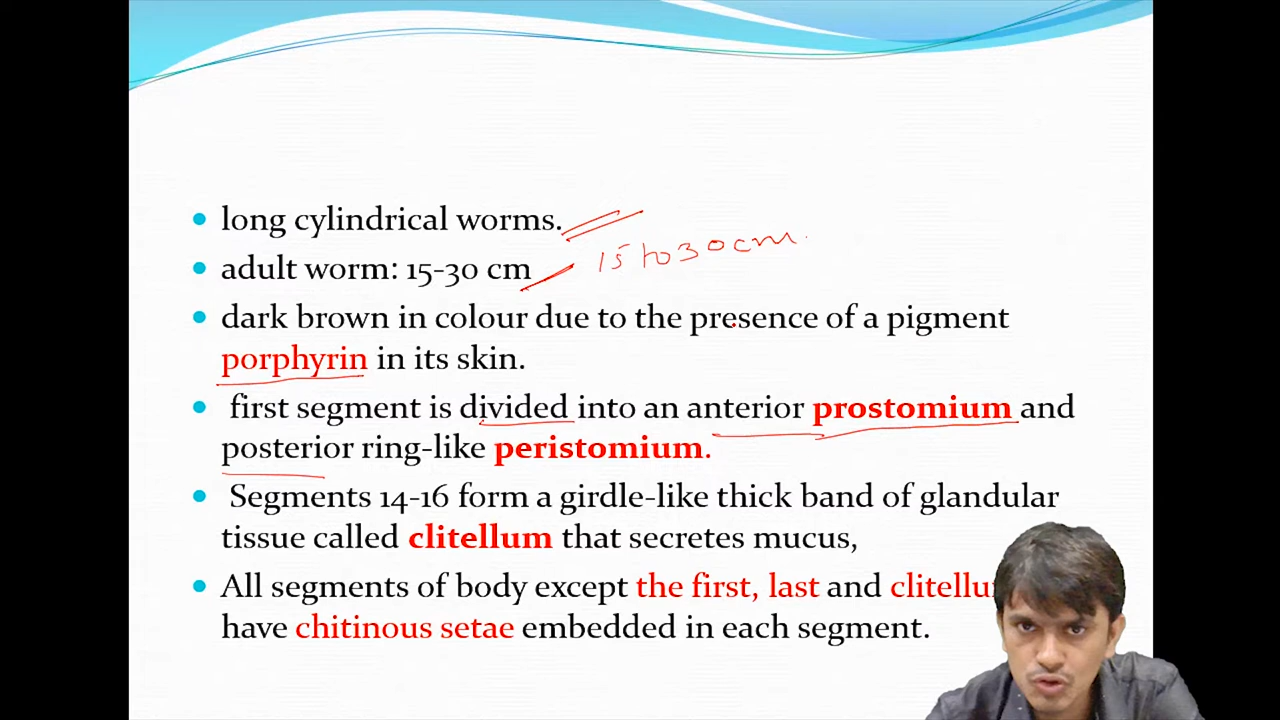 • long cylindrical worms.
• adult worm: 15-30 cm 15 to 30 cm.
• dark brown in colour due to the presence of a pigment
porphyrin in its skin.
• first segment is divided into an anterior prostomium and
posterior ring-like peristomium.
• Segments 14-16 form a girdle-like thick band of glandular
tissue called clitellum that secretes mucus,
• All segments of body except the first, last and clitellu
have chitinous setae embedded in each segment.